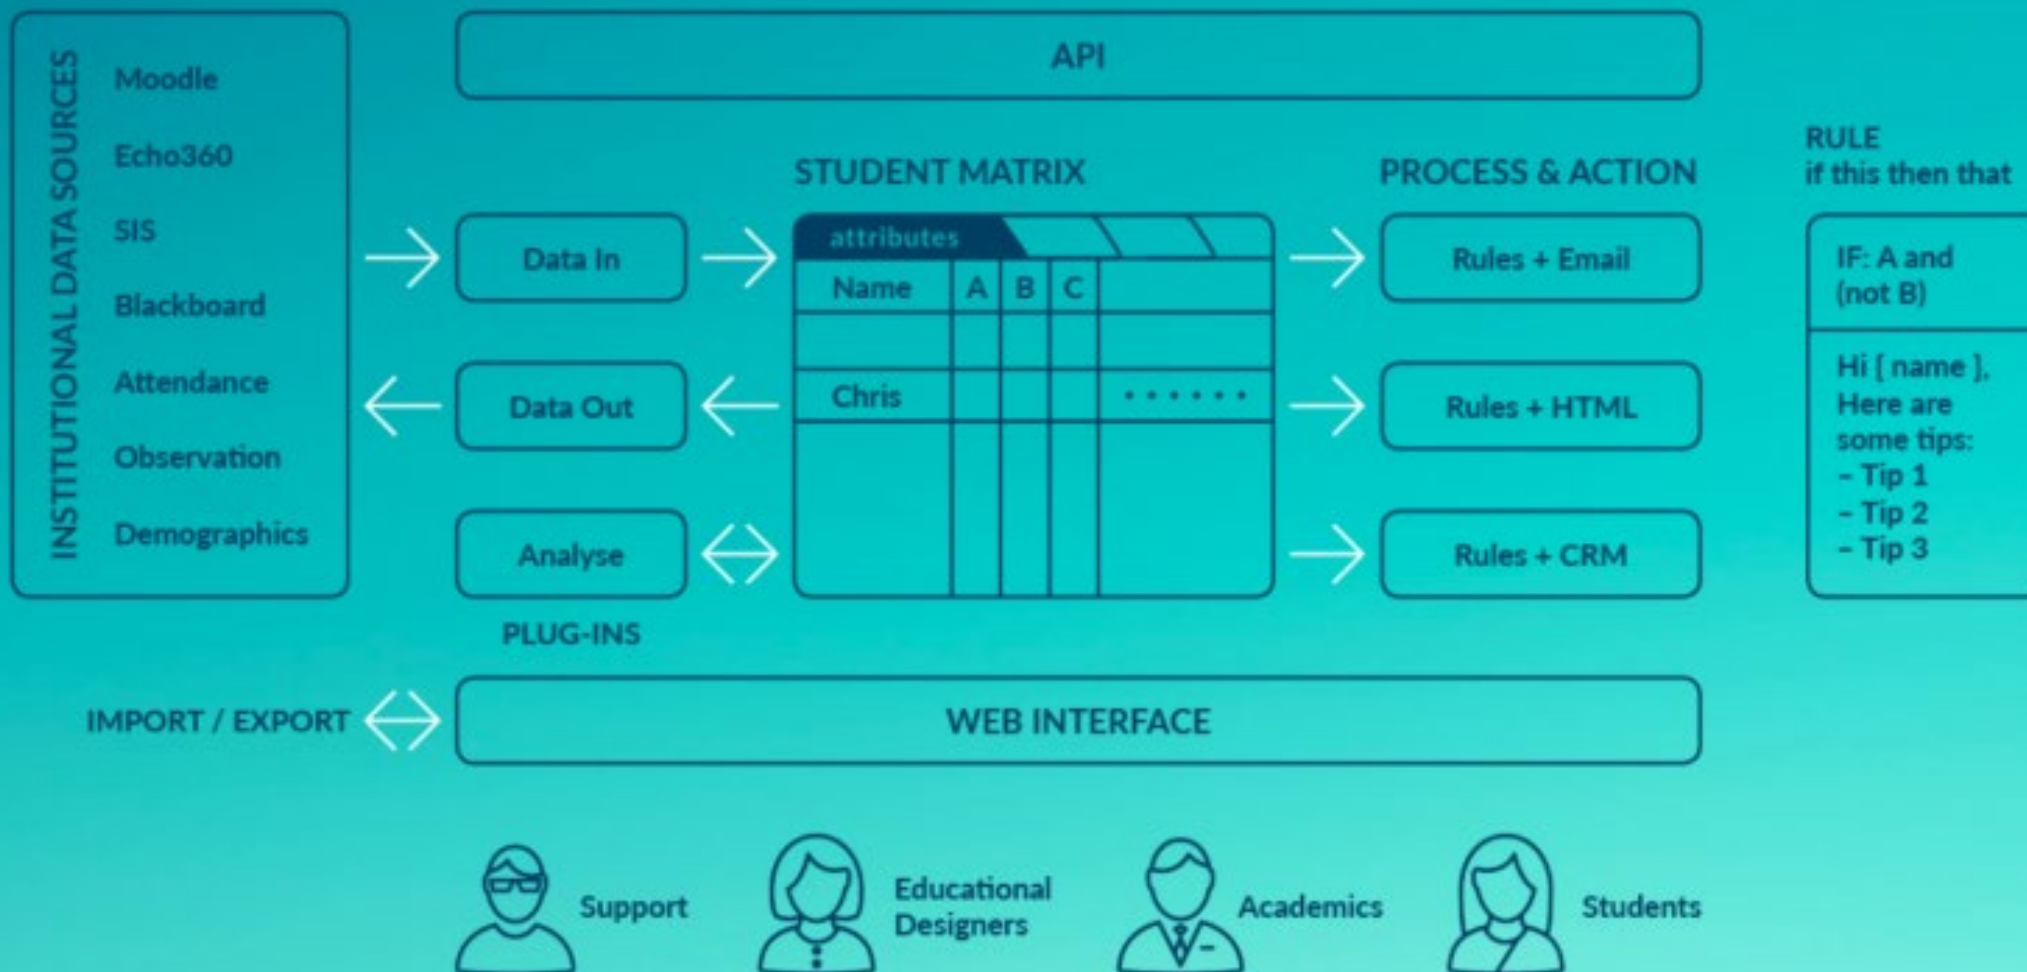 INSTITUTIONAL DATA SOURCES
Moodle
Echo360
SIS
Blackboard
Attendance
Observation
Demographics
API
Data In
Data Out
Analyse
PLUG-INS
STUDENT MATRIX
attributes
Name A B C
Chris ......
PROCESS & ACTION
Rules + Email
Rules + HTML
Rules + CRM
RULE
if this then that
IF: A and
(not B)
Hi [ name ],
Here are
some tips:
– Tip 1
– Tip 2
– Tip 3
IMPORT / EXPORT
WEB INTERFACE
Support
Educational
Designers
Academics
Students